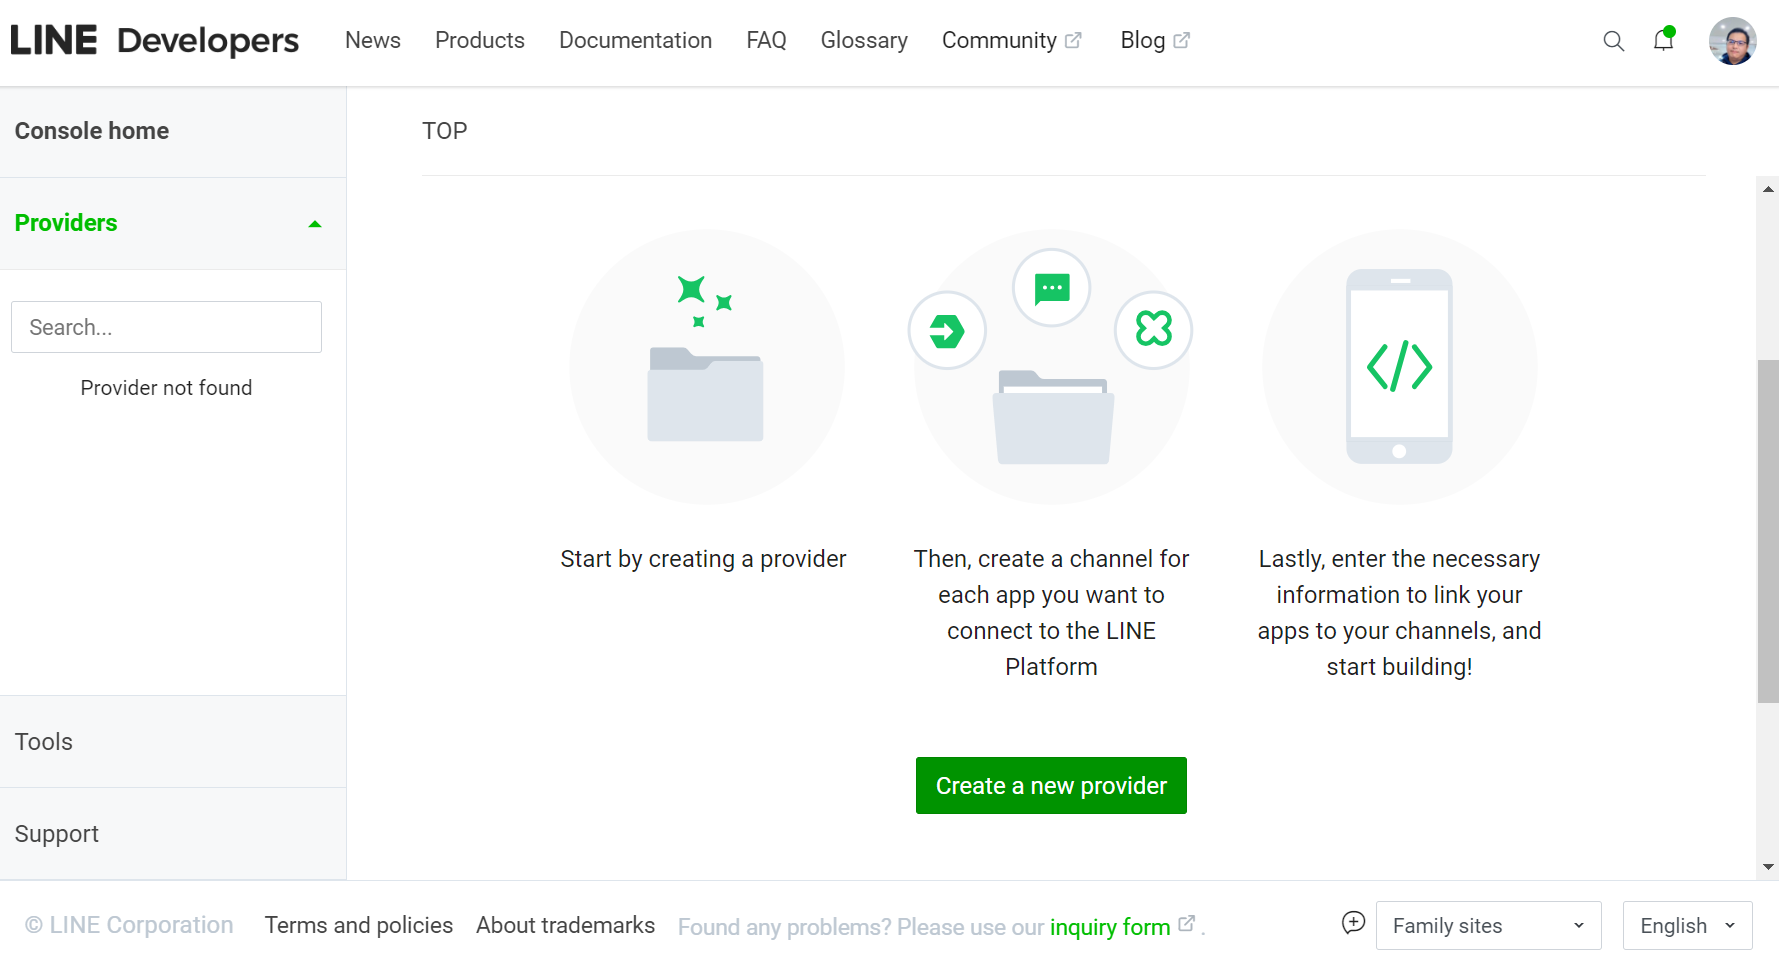 LINE Developers News Products Documentation FAQ Glossary Community Blog
Console home
TOP
Providers
Search...
Provider not found
Start by creating a provider
Then, create a channel for
each app you want to
connect to the LINE
Platform
Lastly, enter the necessary
information to link your
apps to your channels, and
start building!
Tools
Create a new provider
Support
© LINE Corporation Terms and policies About trademarks Found any problems? Please use our inquiry form . Family sites English